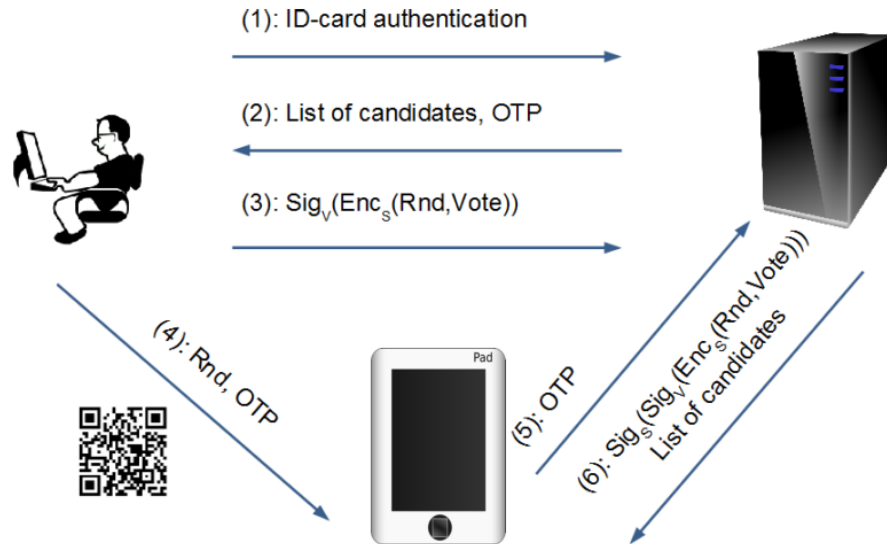 (1): ID-card authentication
(2): List of candidates, OTP
(3): Sigᵥ(Encₛ(Rnd,Vote))
(4): Rnd, OTP
Pad
(5): OTP
(6): Sigₛ(Sigᵥ(Encₛ(Rnd,Vote)))
List of candidates